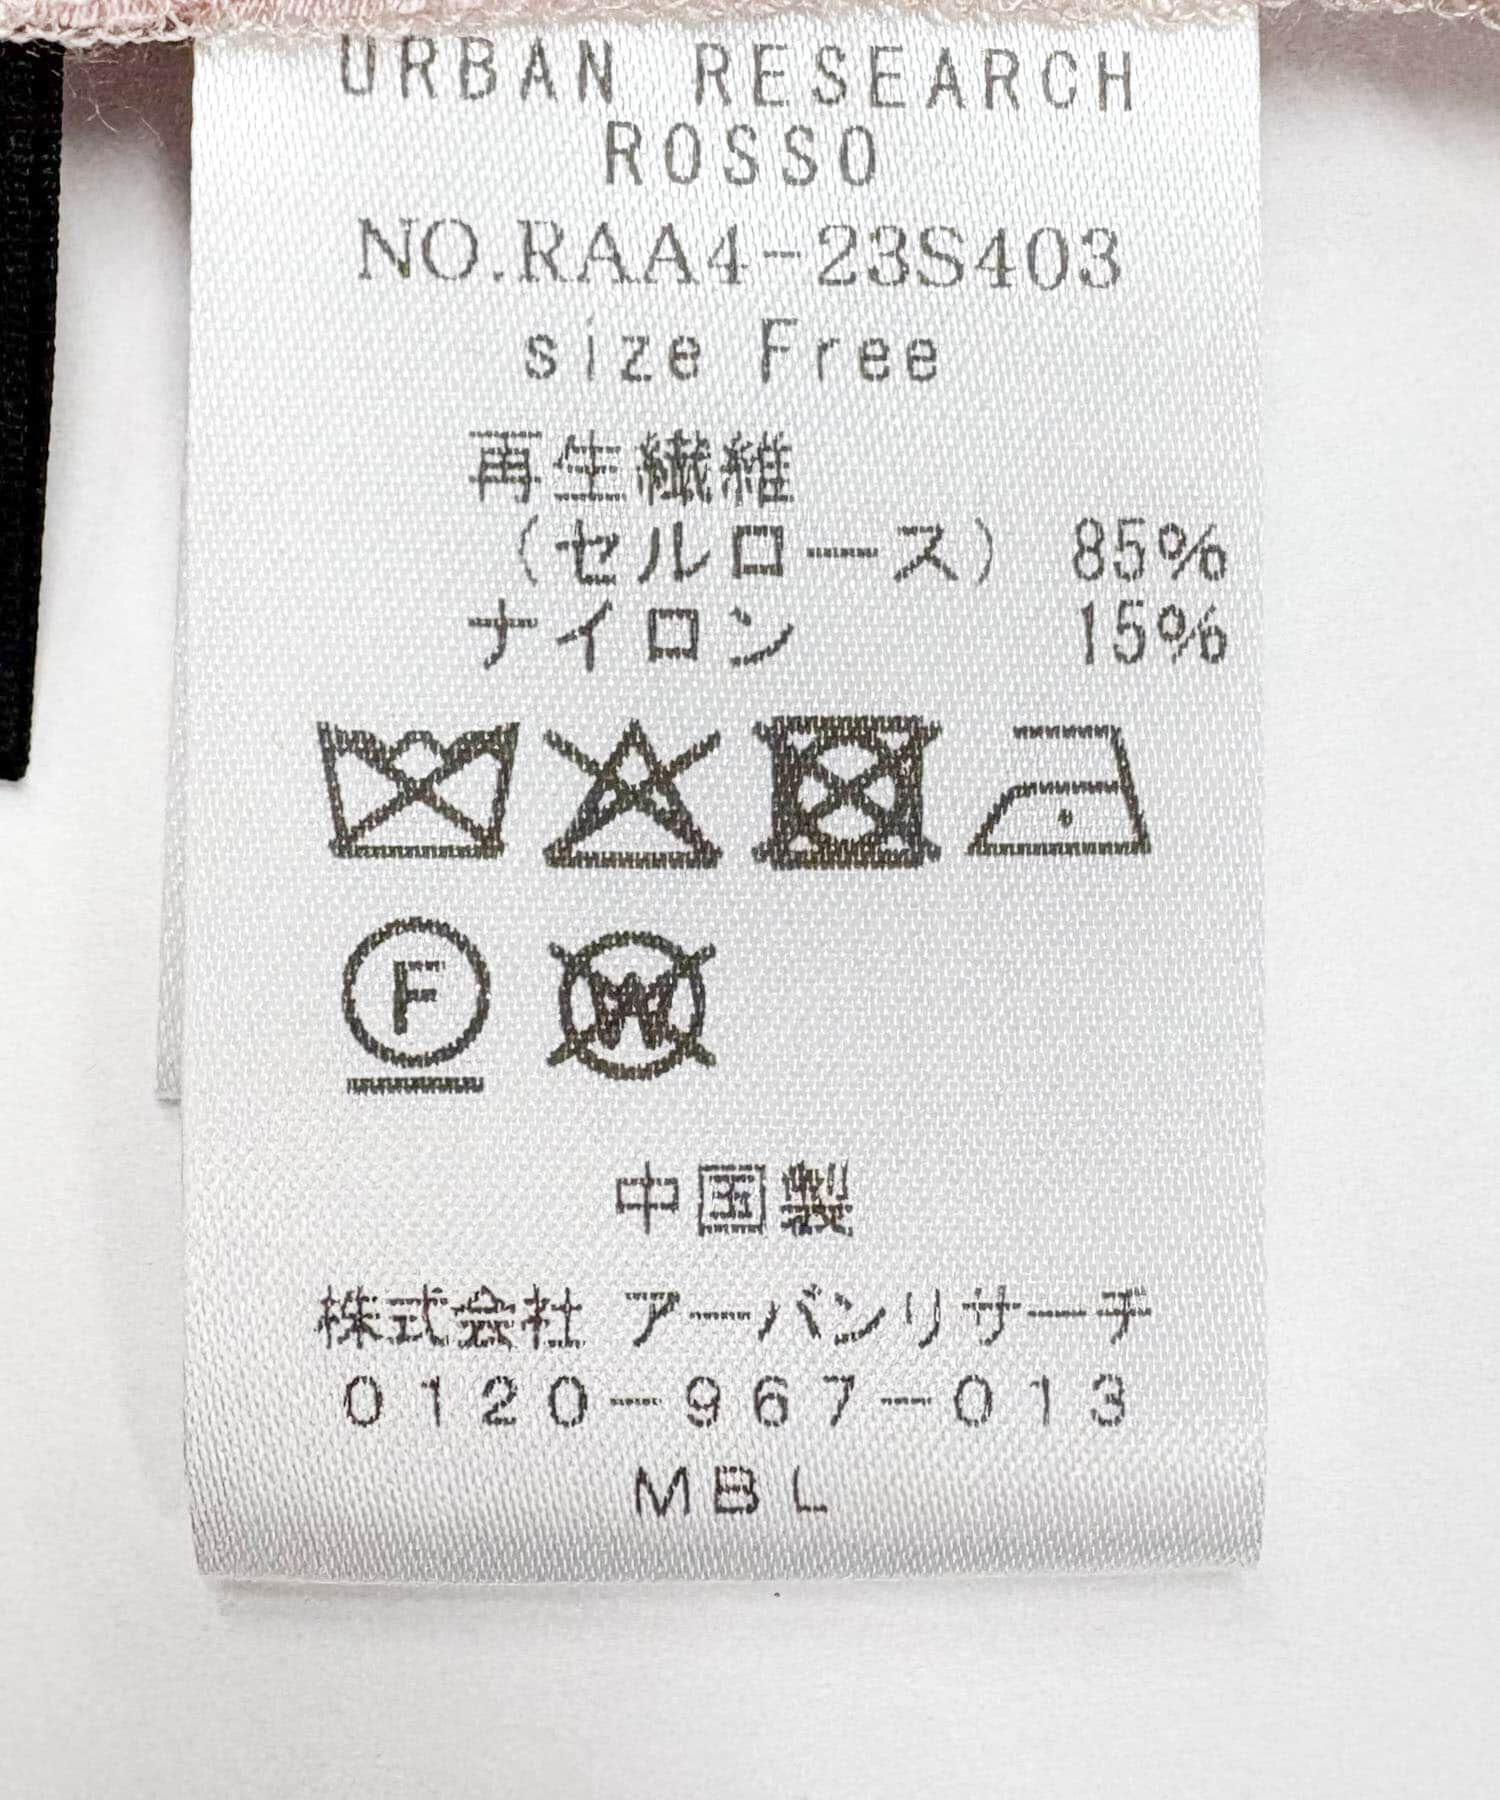 URBAN RESEARCH
ROSSO
NO.RAA4-23S403
size Free
再生繊維
(セルロース) 85%
ナイロン 15%
F
W
中国製
株式会社 アーバンリサーチ
0120-967-013
MBL